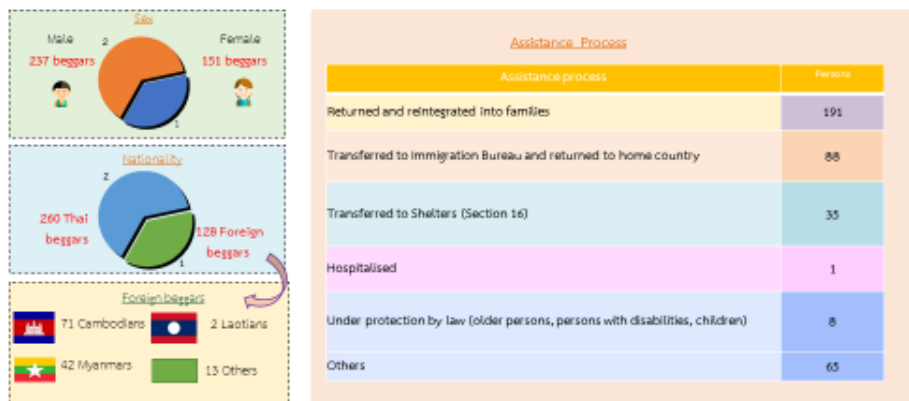 Sex
Male
237 beggars
2
Female
151 beggars
1
Nationality
2
260 Thai
beggars
128 Foreign
beggars
1
Foreign beggars
71 Cambodians
2 Laotians
42 Myanmars
13 Others
Assistance Process
Assistance process
Persons
Returned and reintegrated into families
191
Transferred to Immigration Bureau and returned to home country
88
Transferred to Shelters (Section 16)
35
Hospitalised
1
Under protection by law (older persons, persons with disabilities, children)
8
Others
65